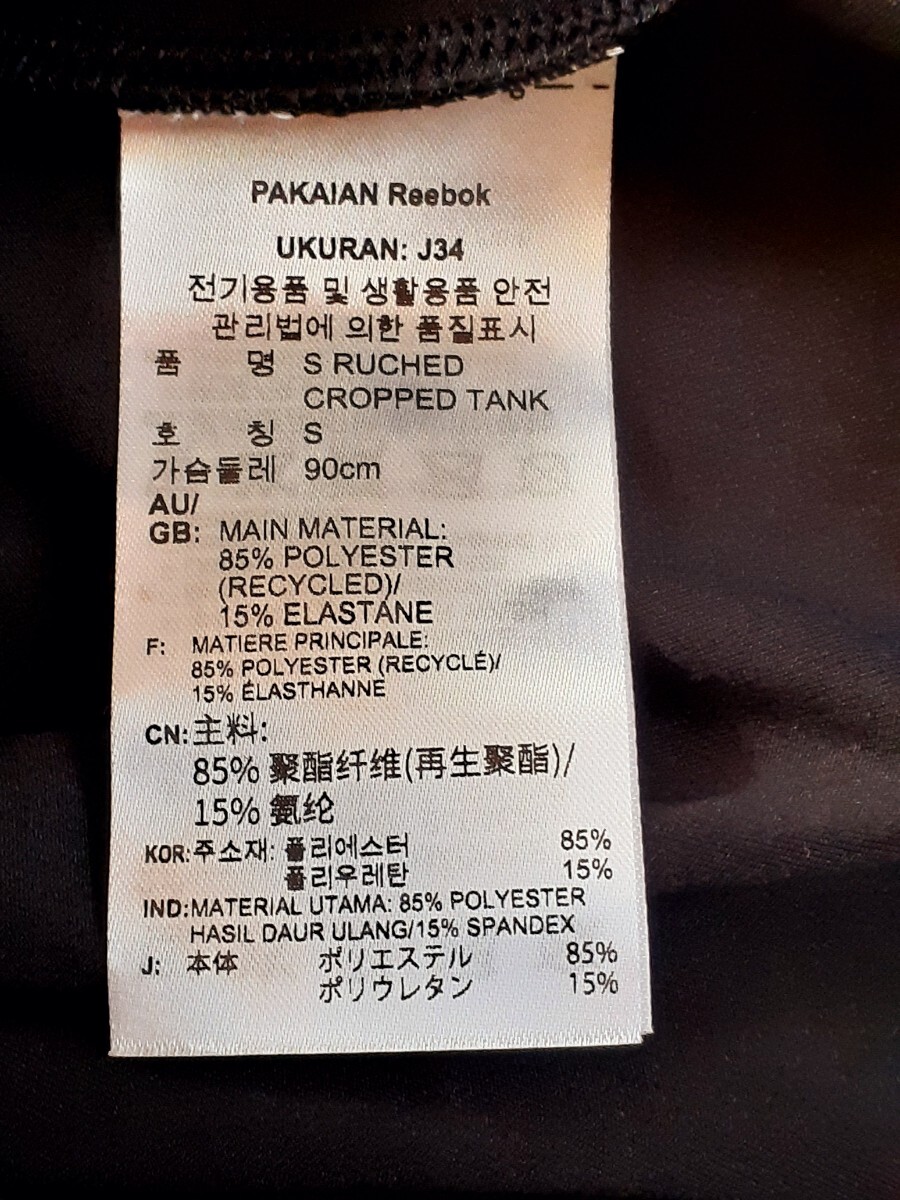 PAKAIAN Reebok
UKURAN: J34
전기용품 및 생활용품 안전
관리법에 의한 품질표시
품 명 S RUCHED
CROPPED TANK
호 칭 S
가슴둘레 90cm
AU/
GB: MAIN MATERIAL:
85% POLYESTER
(RECYCLED)/
15% ELASTANE
F: MATIERE PRINCIPALE:
85% POLYESTER (RECYCLÉ)/
15% ÉLASTHANNE
CN: 主料:
85% 聚酯纤维(再生聚酯)/
15% 氨纶
KOR: 주소재: 폴리에스터 85%
폴리우레탄 15%
IND: MATERIAL UTAMA: 85% POLYESTER
HASIL DAUR ULANG/15% SPANDEX
J: 本体 ポリエステル 85%
ポリウレタン 15%